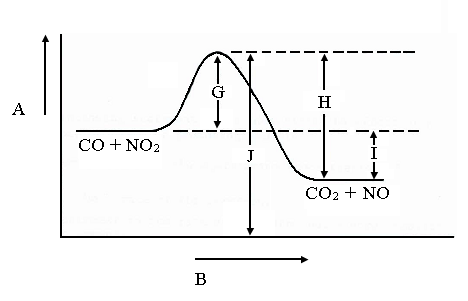 G
H
A
CO + NO₂
J
I
CO₂ + NO
B